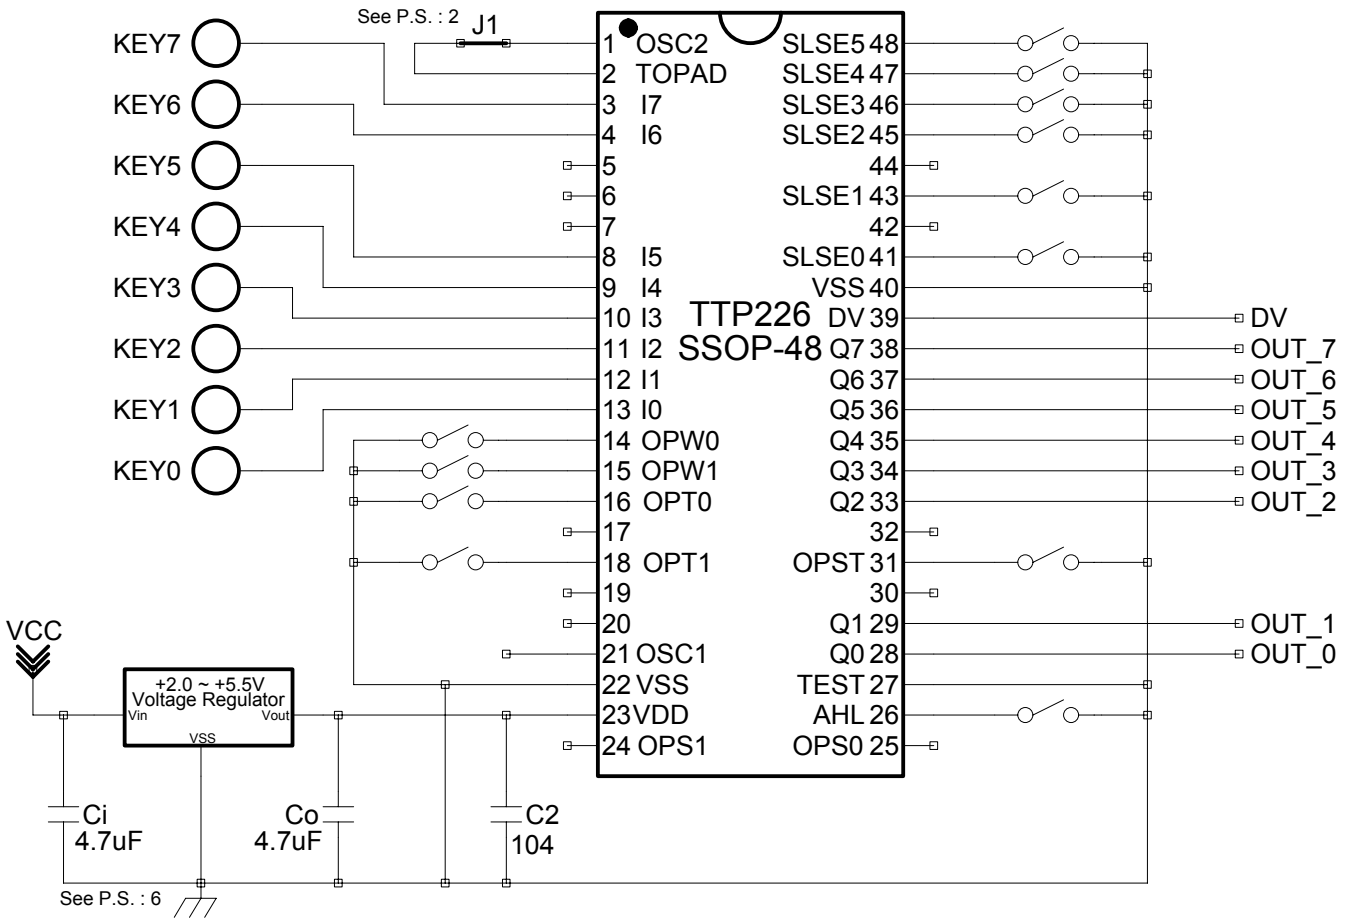 See P.S. : 2
J1
KEY7
KEY6
KEY5
KEY4
KEY3
KEY2
KEY1
KEY0
1 OSC2
2 TOPAD
3 I7
4 I6
5
6
7
8 I5
9 I4
10 I3
11 I2
12 I1
13 I0
14 OPW0
15 OPW1
16 OPT0
17
18 OPT1
19
20
21 OSC1
22 VSS
23 VDD
24 OPS1
TTP226
SSOP-48
SLSE5 48
SLSE4 47
SLSE3 46
SLSE2 45
44
SLSE1 43
42
SLSE0 41
VSS 40
DV 39
Q7 38
Q6 37
Q5 36
Q4 35
Q3 34
Q2 33
32
OPST 31
30
Q1 29
Q0 28
TEST 27
AHL 26
OPS0 25
DV
OUT_7
OUT_6
OUT_5
OUT_4
OUT_3
OUT_2
OUT_1
OUT_0
VCC
+2.0 ~ +5.5V
Voltage Regulator
Vin
Vout
VSS
Ci
4.7uF
Co
4.7uF
C2
104
See P.S. : 6